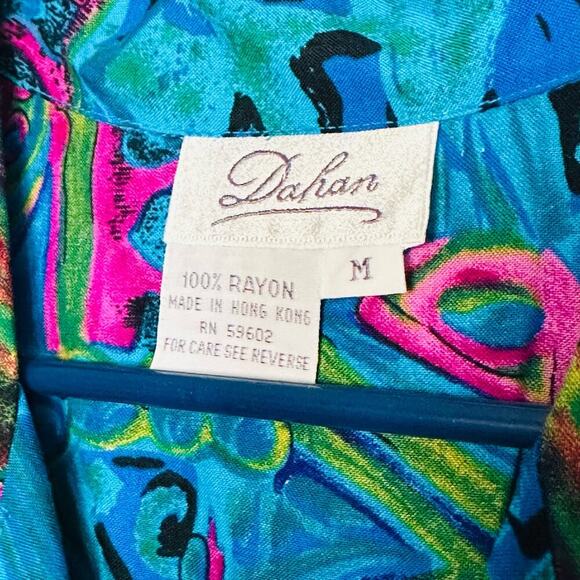 Dahan
M
100% RAYON
MADE IN HONG KONG
RN 59602
FOR CARE SEE REVERSE